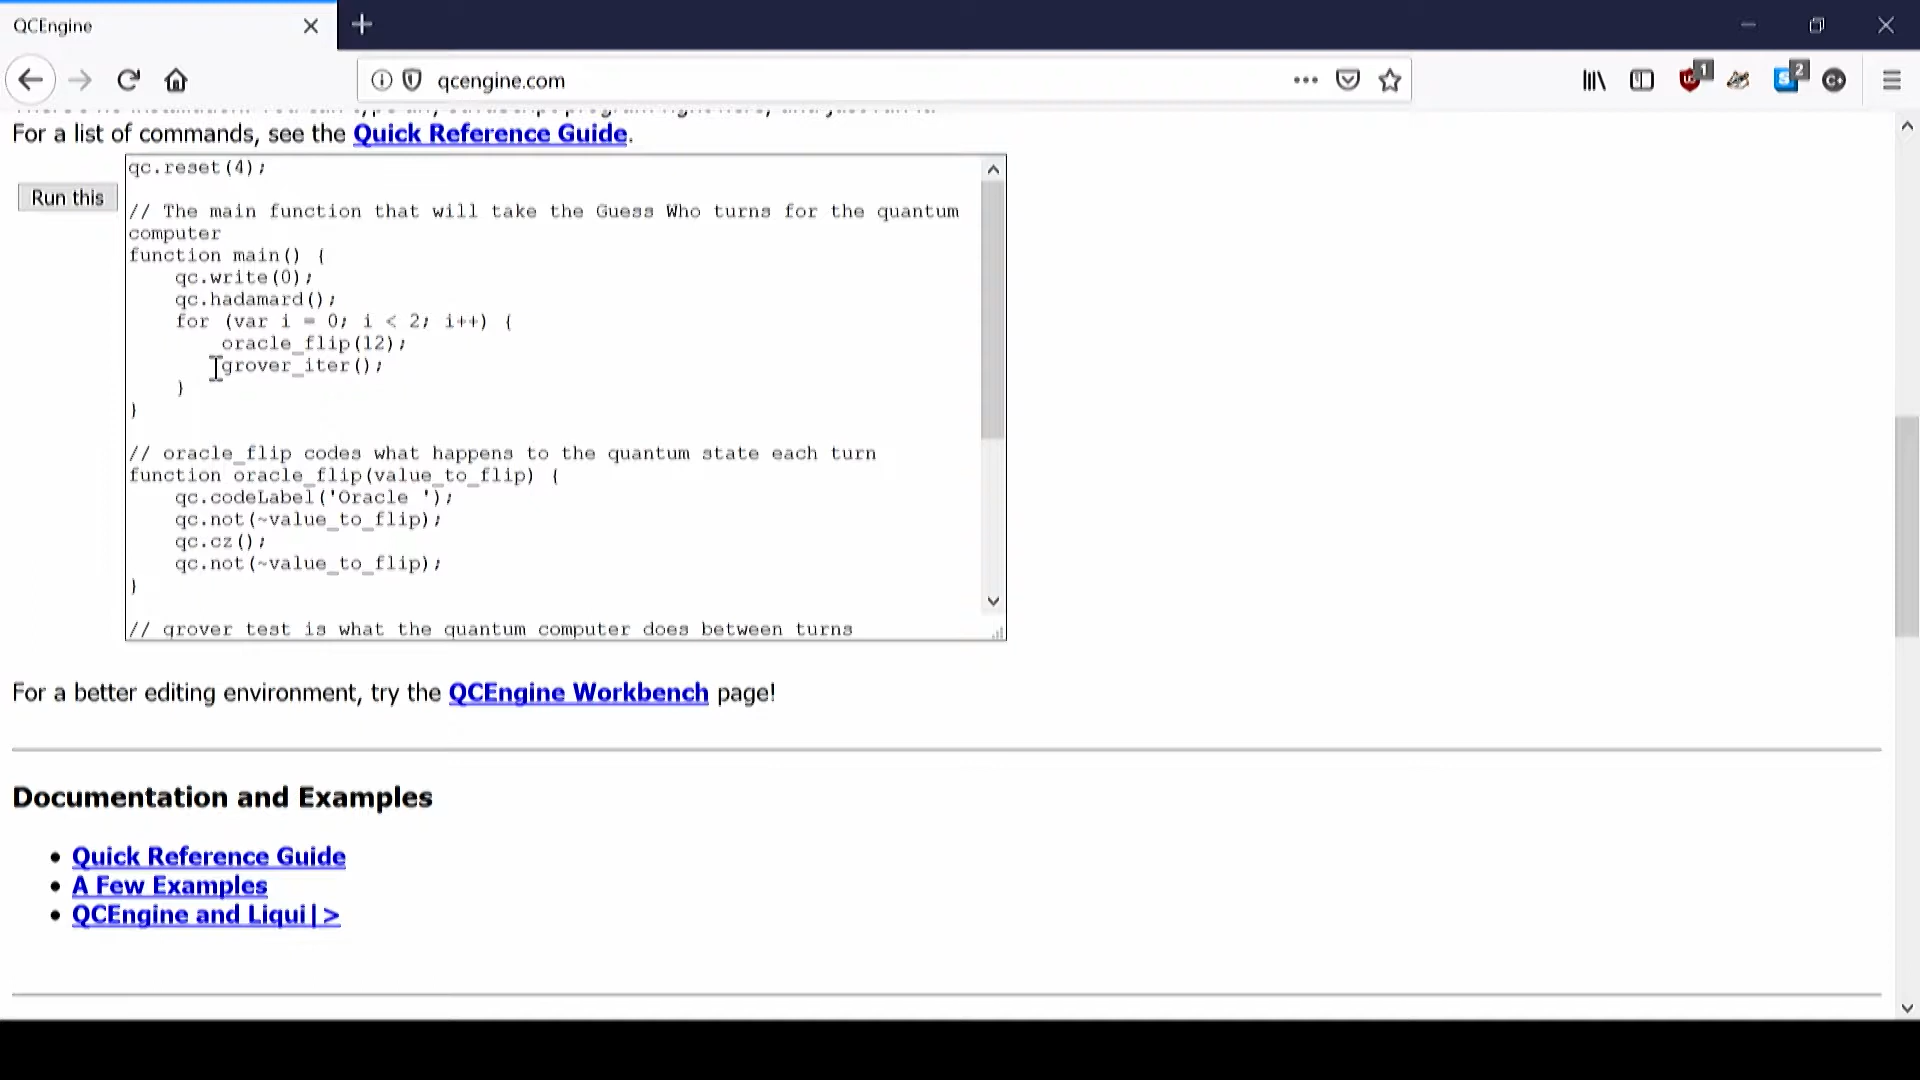 QCEngine
qcengine.com
1
2
For a list of commands, see the Quick Reference Guide.
Run this
qc.reset(4);
// The main function that will take the Guess Who turns for the quantum
computer
function main() {
qc.write(0);
qc.hadamard();
for (var i = 0; i < 2; i++) {
oracle_flip(12);
grover_iter();
}
}
// oracle_flip codes what happens to the quantum state each turn
function oracle_flip(value_to_flip) {
qc.codeLabel('Oracle ');
qc.not(~value_to_flip);
qc.cz();
qc.not(~value_to_flip);
}
// grover test is what the quantum computer does between turns
For a better editing environment, try the QCEngine Workbench page!
Documentation and Examples
• Quick Reference Guide
• A Few Examples
• QCEngine and Liqui|>